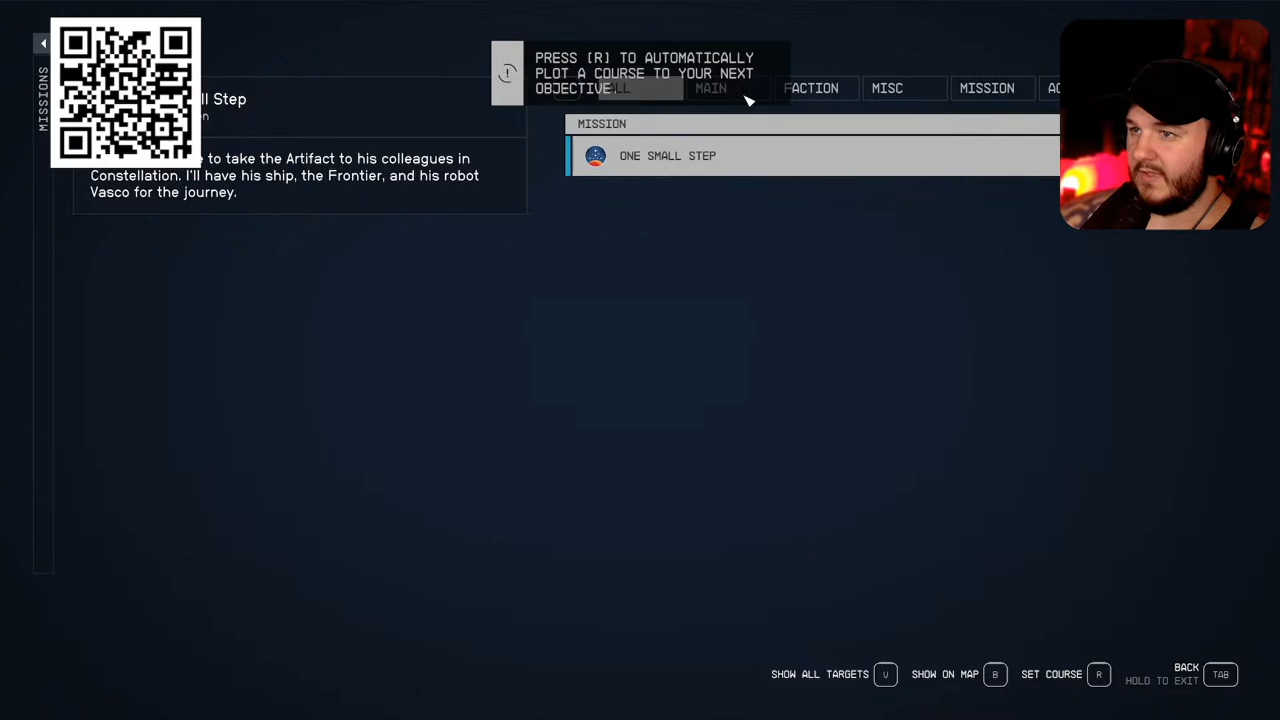 MISSIONS
ll Step
n
PRESS [R] TO AUTOMATICALLY
PLOT A COURSE TO YOUR NEXT
OBJECTIVE
ALL
MAIN
FACTION
MISC
MISSION
AC
MISSION
ONE SMALL STEP
e to take the Artifact to his colleagues in
Constellation. I'll have his ship, the Frontier, and his robot
Vasco for the journey.
SHOW ALL TARGETS V
SHOW ON MAP B
SET COURSE R
BACK
HOLD TO EXIT
TAB